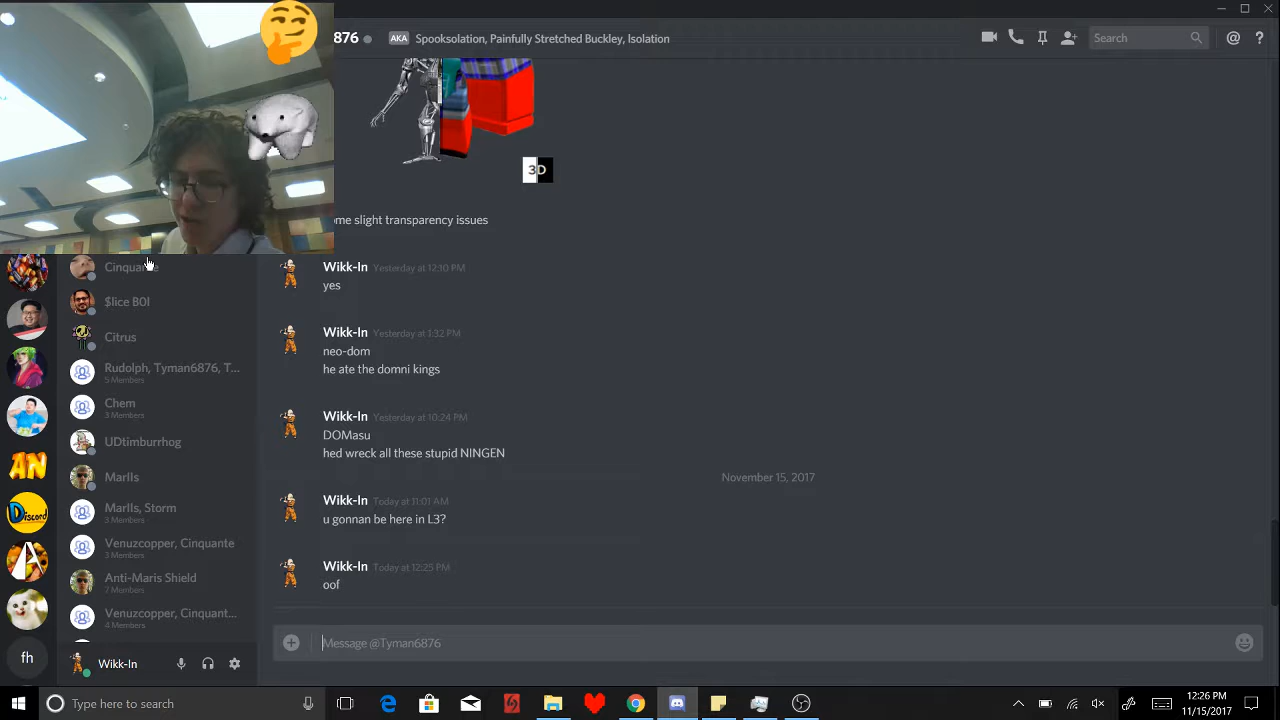 876
AKA Spooksolation, Painfully Stretched Buckley, Isolation
Search
3D
me slight transparency issues
Cinquante
$lice B0I
Citrus
Rudolph, Tyman6876, T...
5 Members
Chem
3 Members
UDtimburrhog
Marlls
Marlls, Storm
3 Members
Venuzcopper, Cinquante
3 Members
Anti-Maris Shield
7 Members
Venuzcopper, Cinquant...
4 Members
AN
Discord
A
fh
Wikk-In
Wikk-In Yesterday at 12:10 PM
yes
Wikk-In Yesterday at 1:32 PM
neo-dom
he ate the domni kings
Wikk-In Yesterday at 10:24 PM
DOMasu
hed wreck all these stupid NINGEN
November 15, 2017
Wikk-In Today at 11:01 AM
u gonnan be here in L3?
Wikk-In Today at 12:25 PM
oof
Message @Tyman6876
Type here to search
12:26 PM
11/15/2017